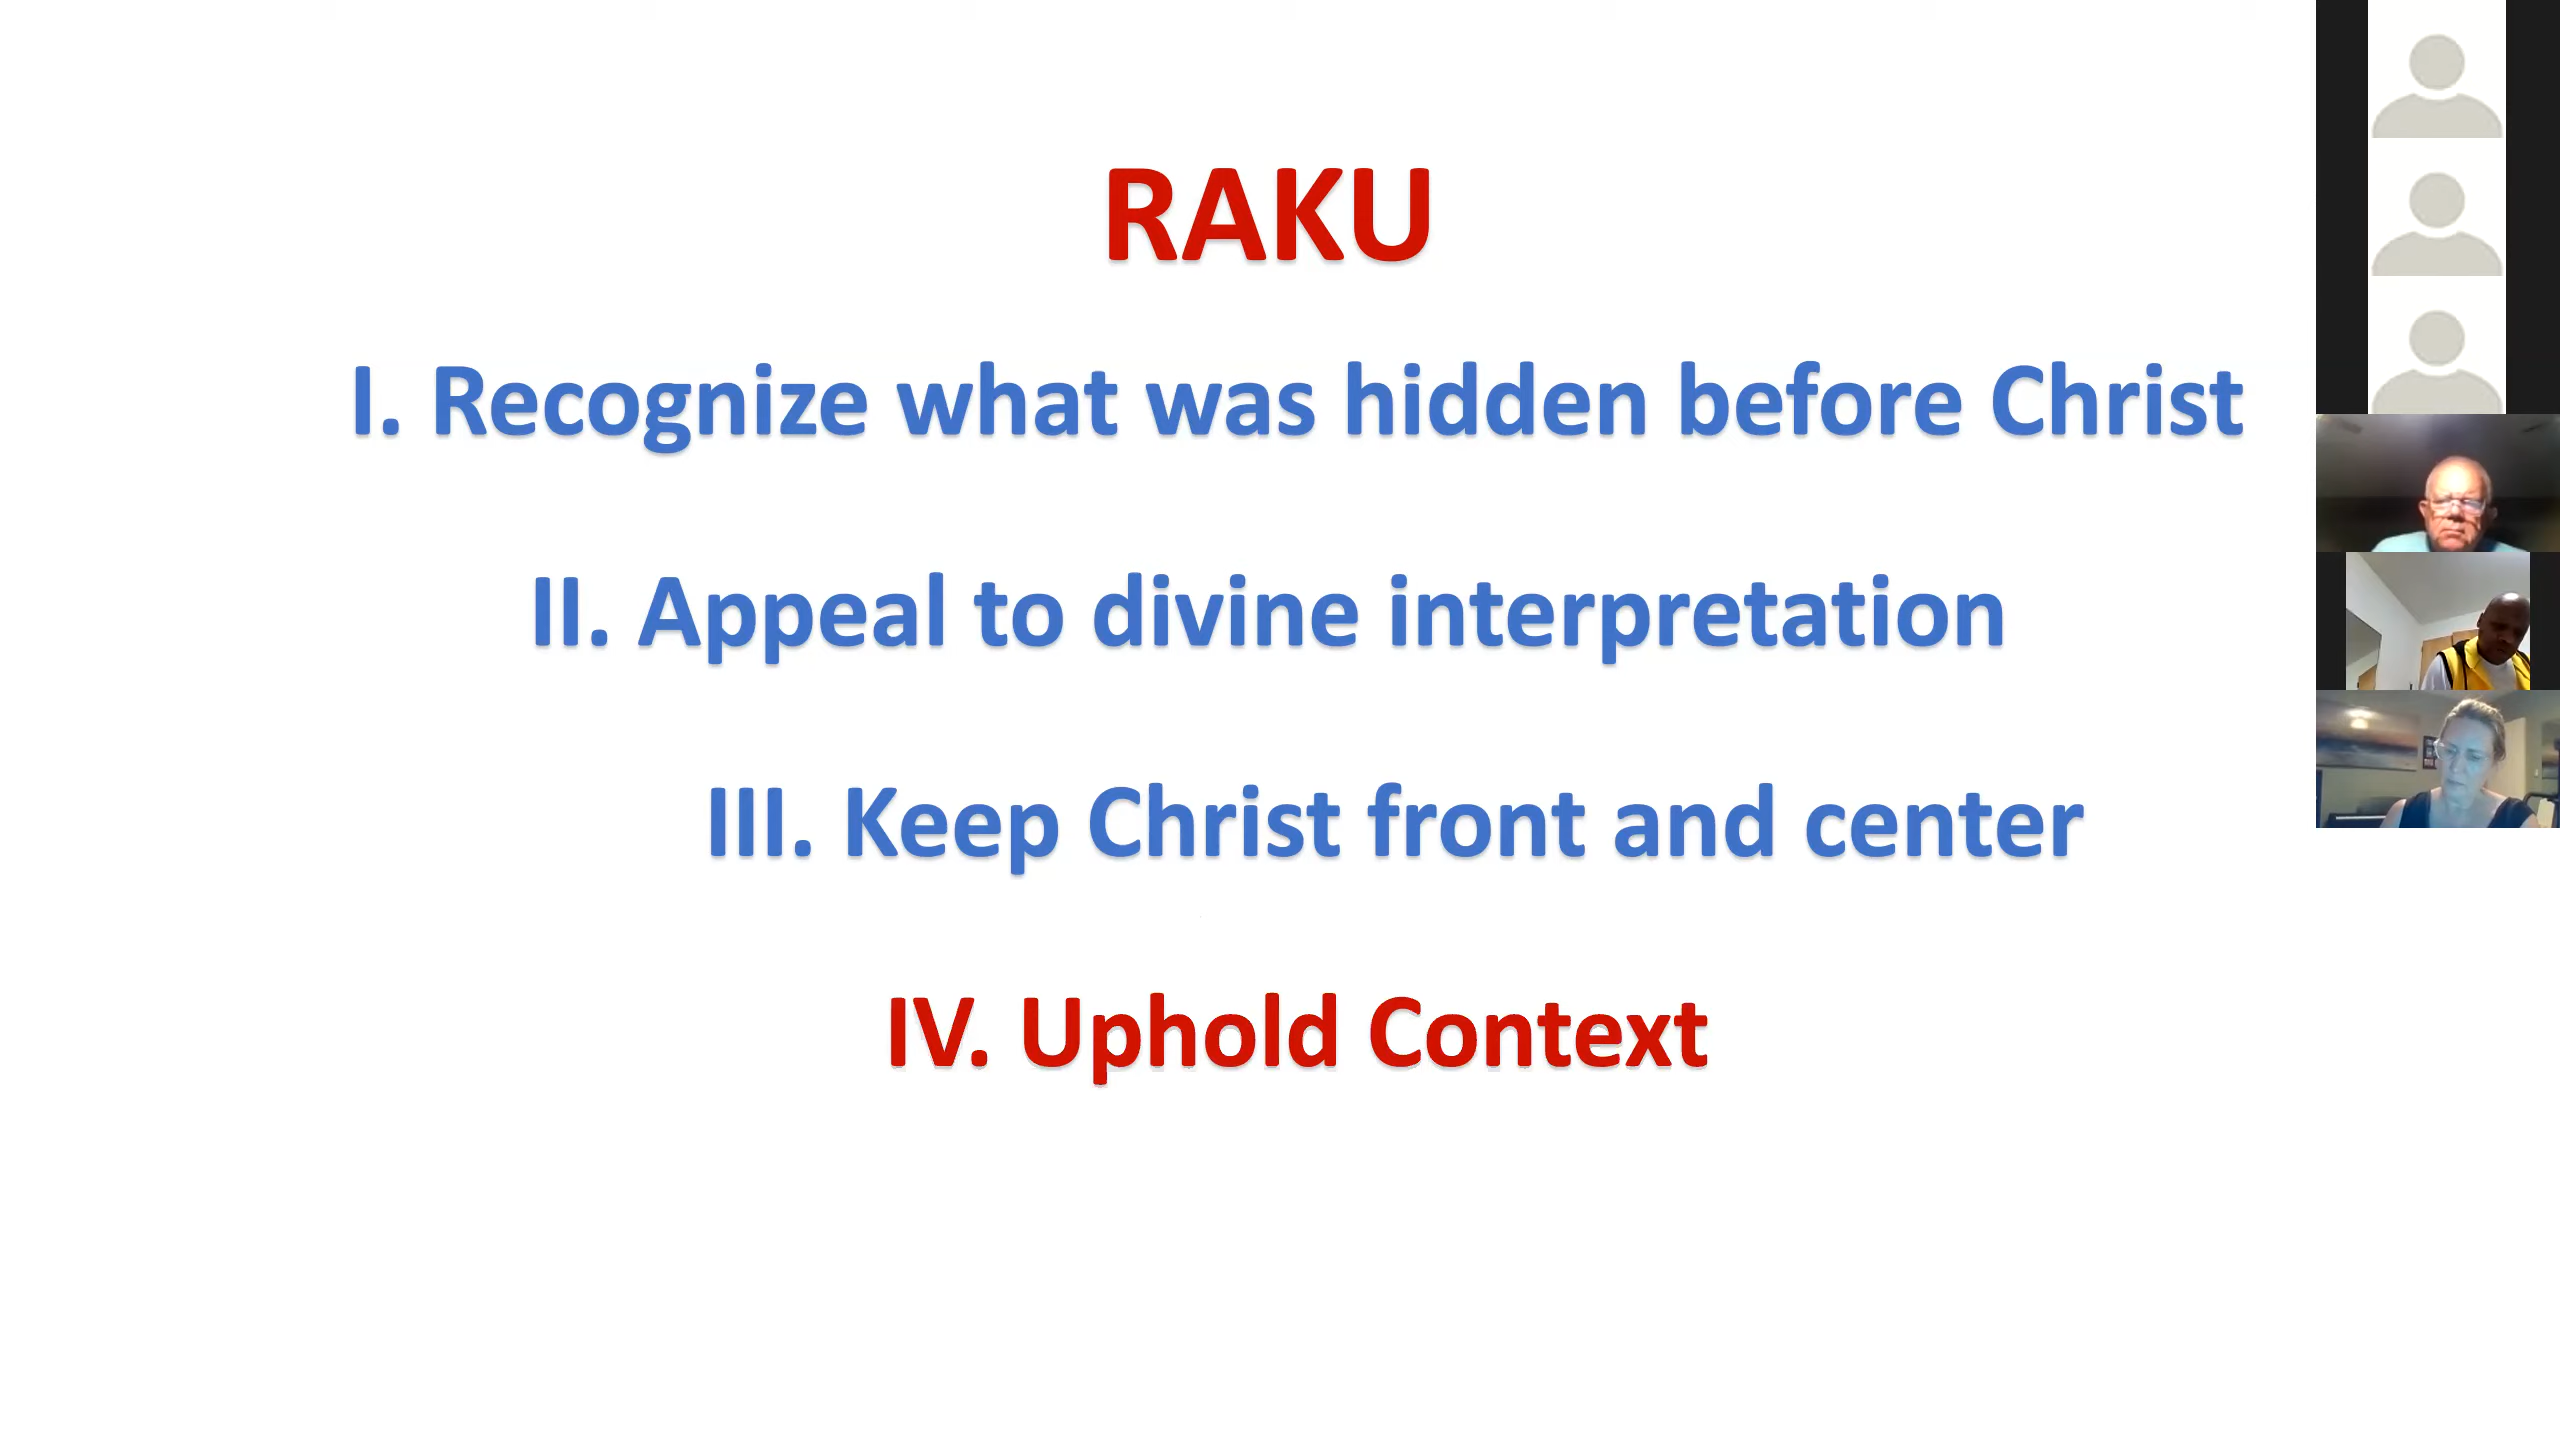 RAKU
I. Recognize what was hidden before Christ
II. Appeal to divine interpretation
III. Keep Christ front and center
IV. Uphold Context